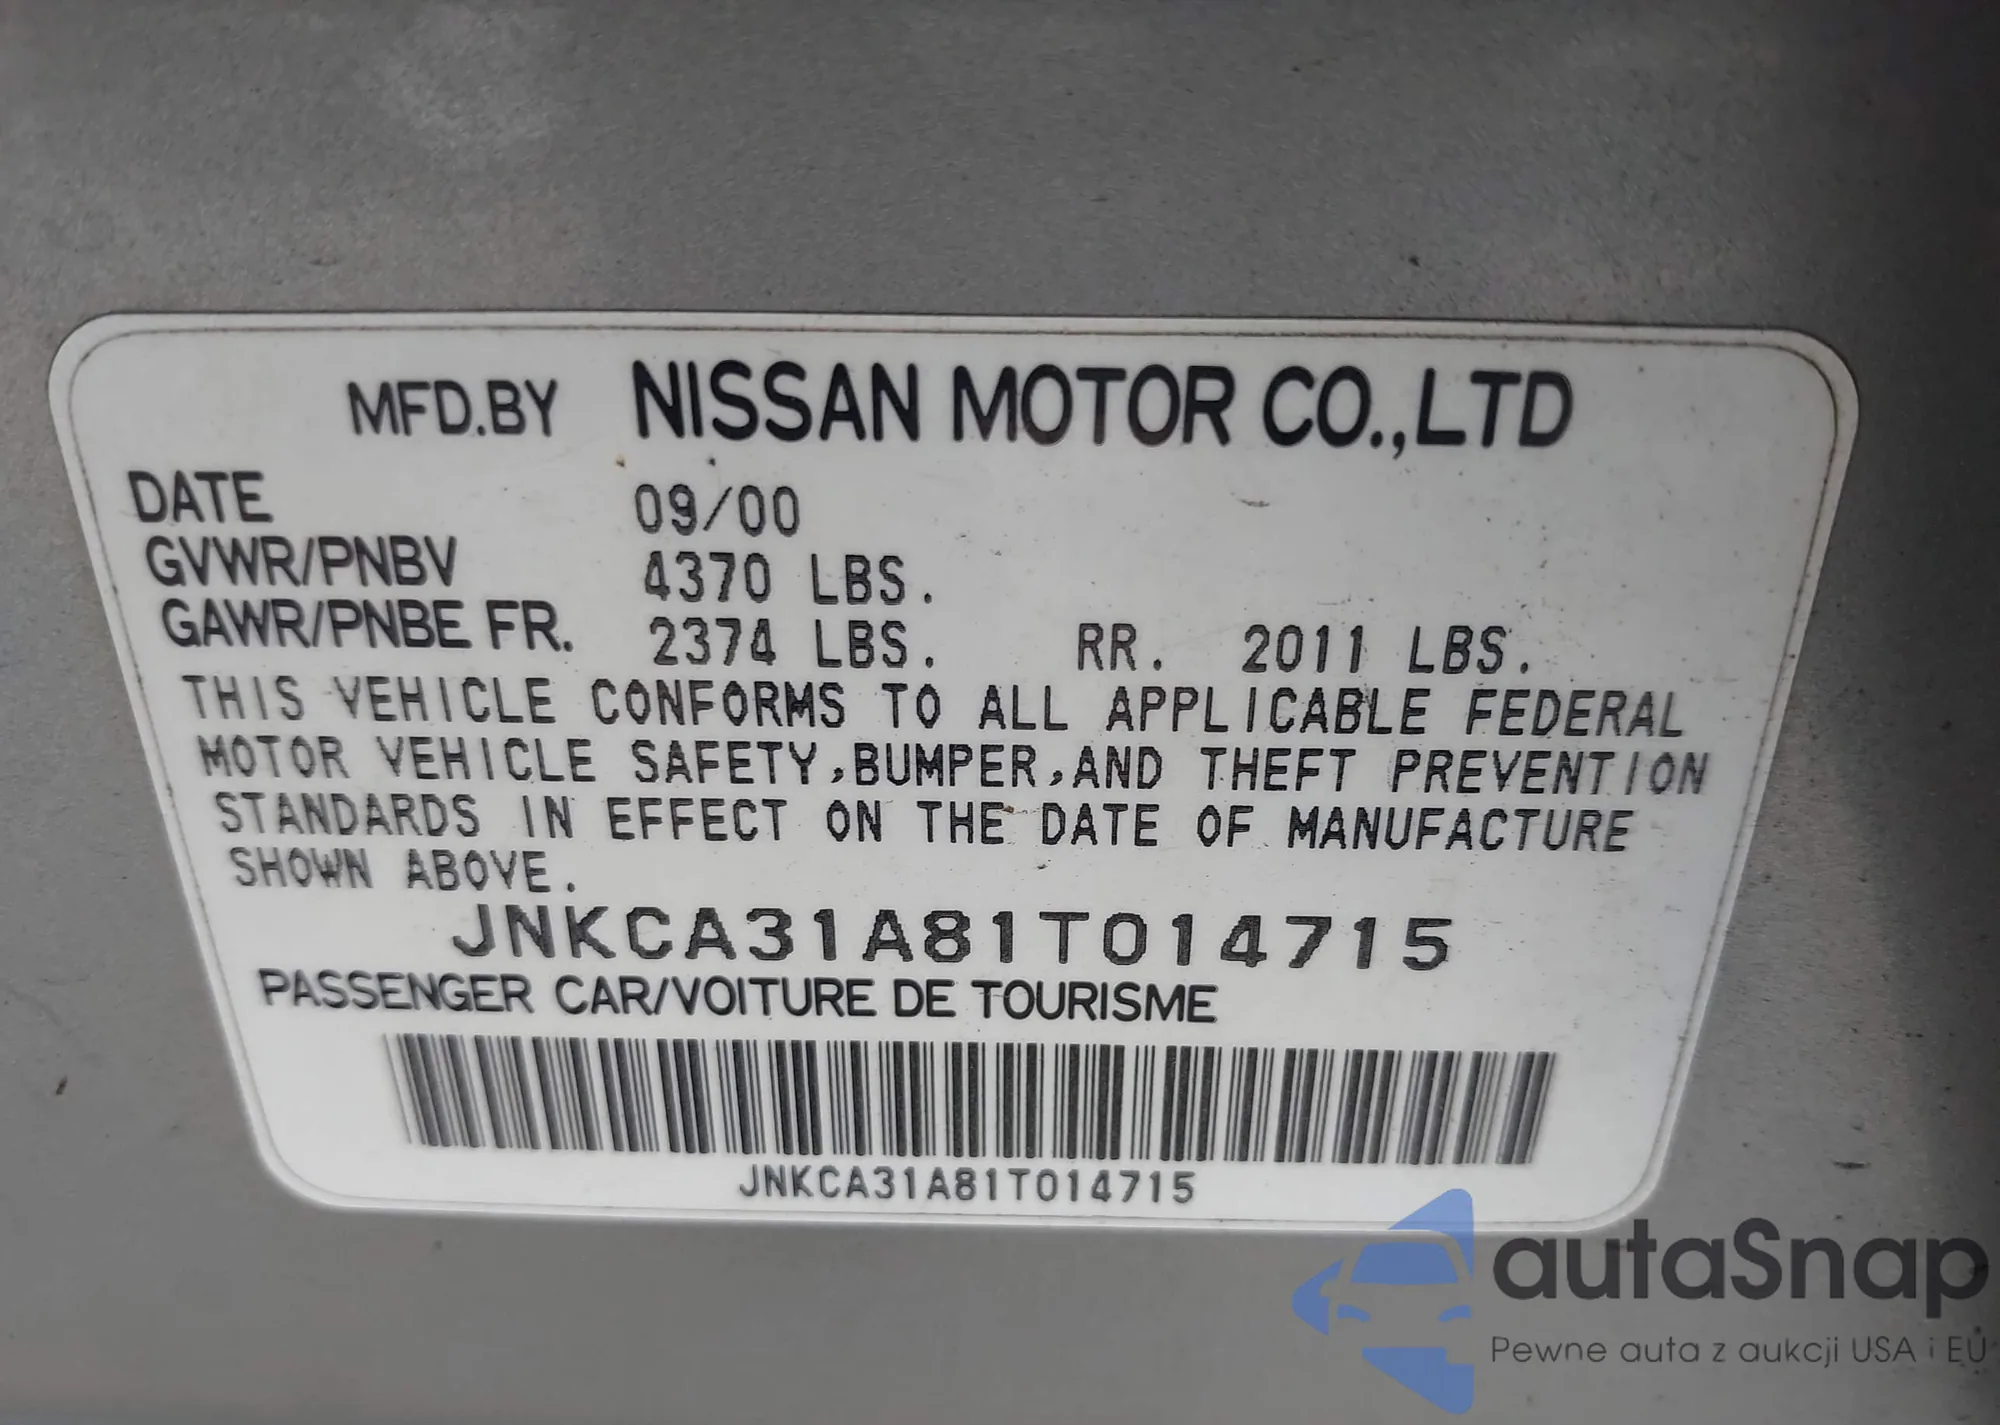 MFD.BY NISSAN MOTOR CO.,LTD
DATE 09/00
GVWR/PNBV 4370 LBS.
GAWR/PNBE FR. 2374 LBS. RR. 2011 LBS.
THIS VEHICLE CONFORMS TO ALL APPLICABLE FEDERAL
MOTOR VEHICLE SAFETY,BUMPER,AND THEFT PREVENTION
STANDARDS IN EFFECT ON THE DATE OF MANUFACTURE
SHOWN ABOVE.
JNKCA31A81T014715
PASSENGER CAR/VOITURE DE TOURISME
JNKCA31A81T014715
autaSnap
Pewne auta z aukcji USA i EU